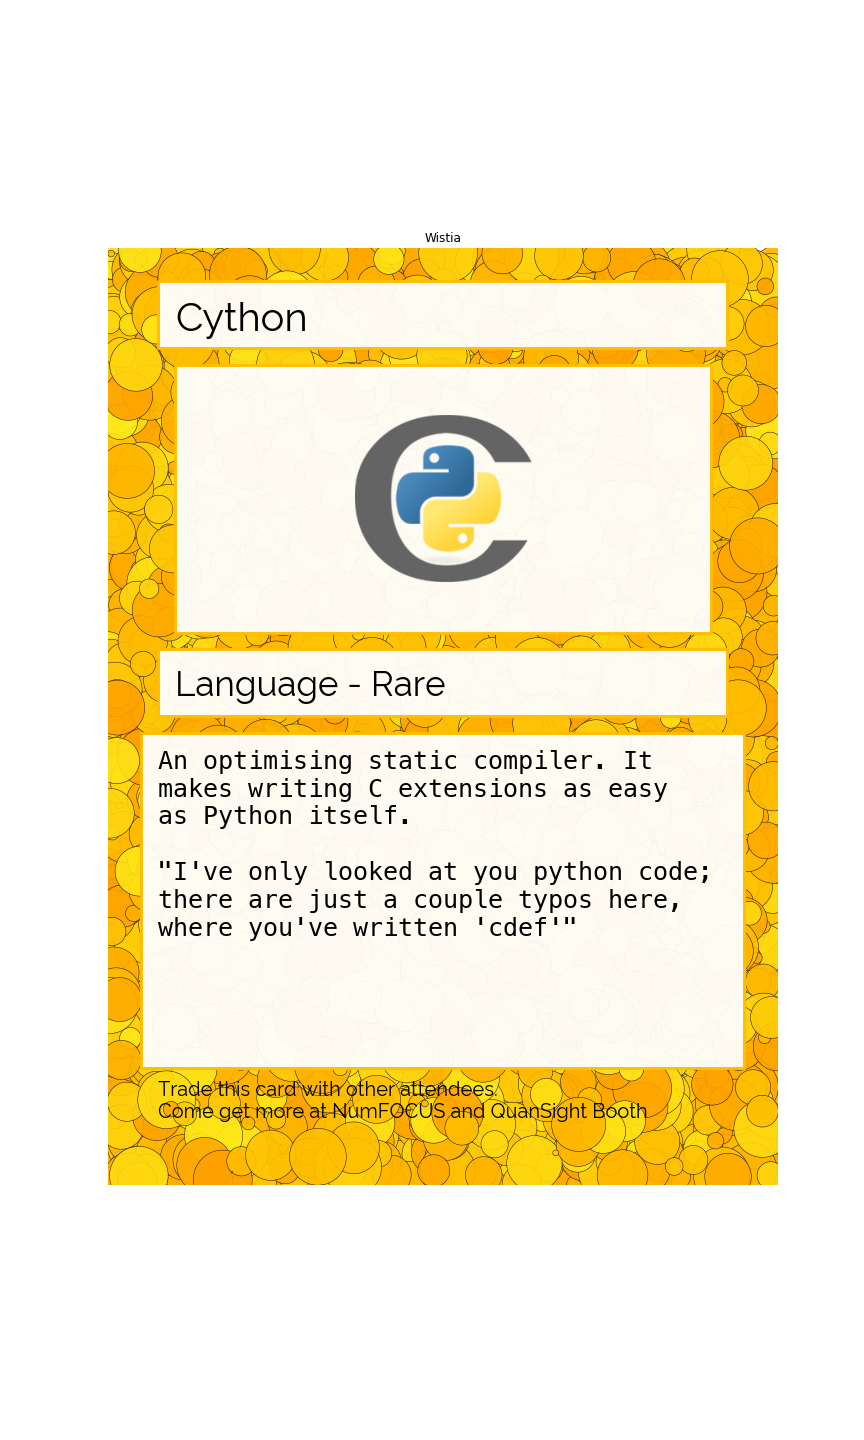 Wistia
Cython
Language - Rare
An optimising static compiler. It
makes writing C extensions as easy
as Python itself.
"I've only looked at you python code;
there are just a couple typos here,
where you've written 'cdef'"
Trade this card with other attendees.
Come get more at NumFOCUS and QuanSight Booth